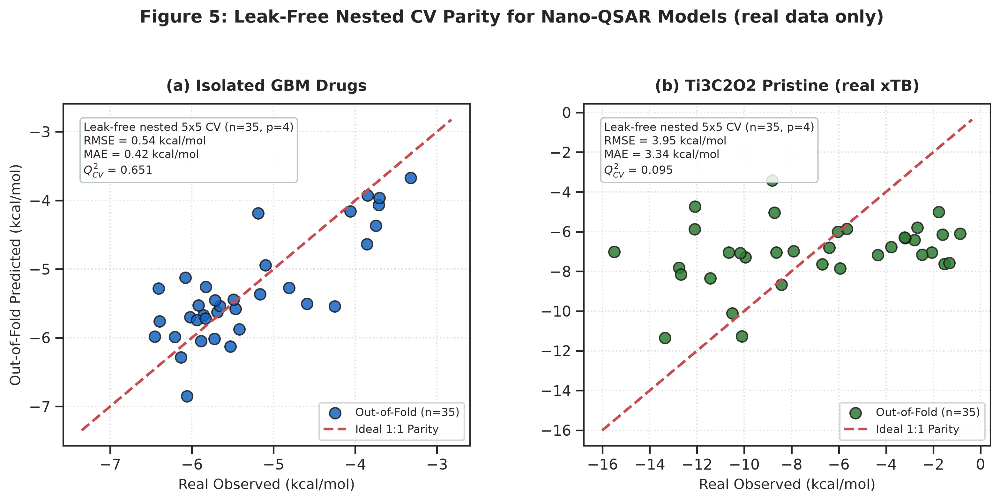 Figure 5: Leak-Free Nested CV Parity for Nano-QSAR Models (real data only)
(a) Isolated GBM Drugs
Leak-free nested 5x5 CV (n=35, p=4)
RMSE = 0.54 kcal/mol
MAE = 0.42 kcal/mol
Q²CV = 0.651
Out-of-Fold Predicted (kcal/mol)
−3
−4
−5
−6
−7
Out-of-Fold (n=35)
Ideal 1:1 Parity
−7 −6 −5 −4 −3
Real Observed (kcal/mol)
(b) Ti3C2O2 Pristine (real xTB)
Leak-free nested 5x5 CV (n=35, p=4)
RMSE = 3.95 kcal/mol
MAE = 3.34 kcal/mol
Q²CV = 0.095
0
−2
−4
−6
−8
−10
−12
−14
−16
Out-of-Fold (n=35)
Ideal 1:1 Parity
−16 −14 −12 −10 −8 −6 −4 −2 0
Real Observed (kcal/mol)